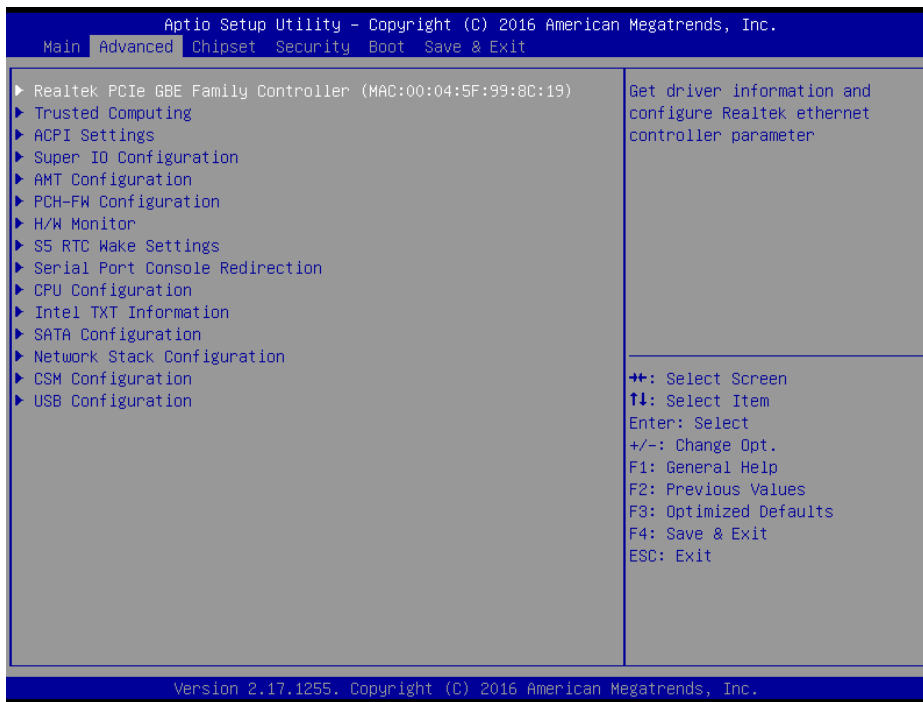 Aptio Setup Utility – Copyright (C) 2016 American Megatrends, Inc.
Main Advanced Chipset Security Boot Save & Exit
▶ Realtek PCIe GBE Family Controller (MAC:00:04:5F:99:8C:19)
▶ Trusted Computing
▶ ACPI Settings
▶ Super IO Configuration
▶ AMT Configuration
▶ PCH-FW Configuration
▶ H/W Monitor
▶ S5 RTC Wake Settings
▶ Serial Port Console Redirection
▶ CPU Configuration
▶ Intel TXT Information
▶ SATA Configuration
▶ Network Stack Configuration
▶ CSM Configuration
▶ USB Configuration
Get driver information and
configure Realtek ethernet
controller parameter
→←: Select Screen
↑↓: Select Item
Enter: Select
+/-: Change Opt.
F1: General Help
F2: Previous Values
F3: Optimized Defaults
F4: Save & Exit
ESC: Exit
Version 2.17.1255. Copyright (C) 2016 American Megatrends, Inc.